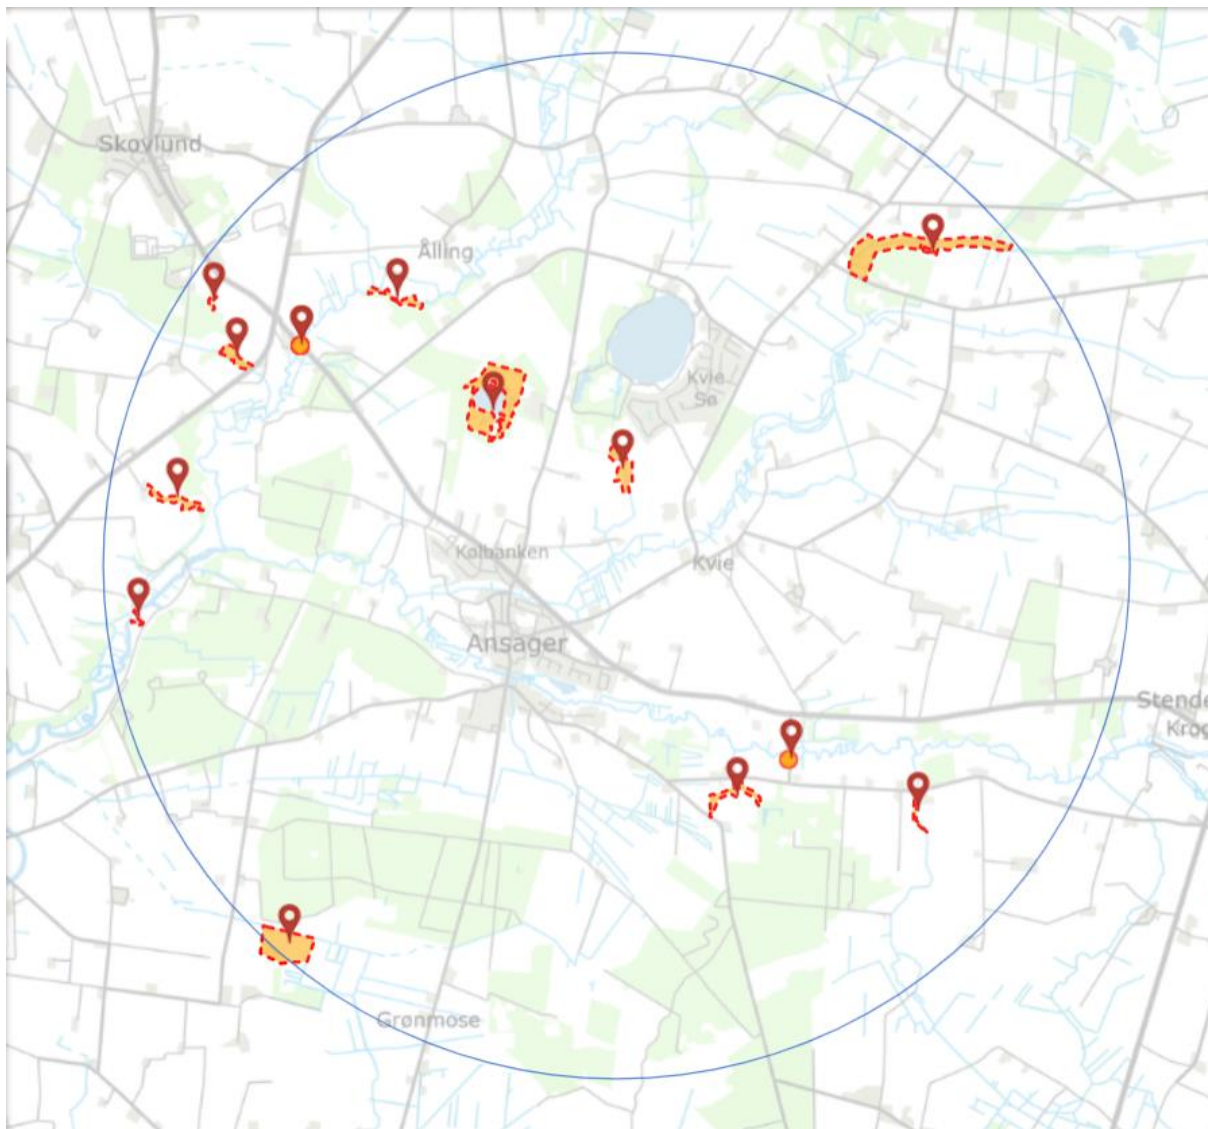 Skovlund
Ålling
Kvie
Sø
Kolbanken
Kvie
Ansager
Stende
Krog
Grønmose